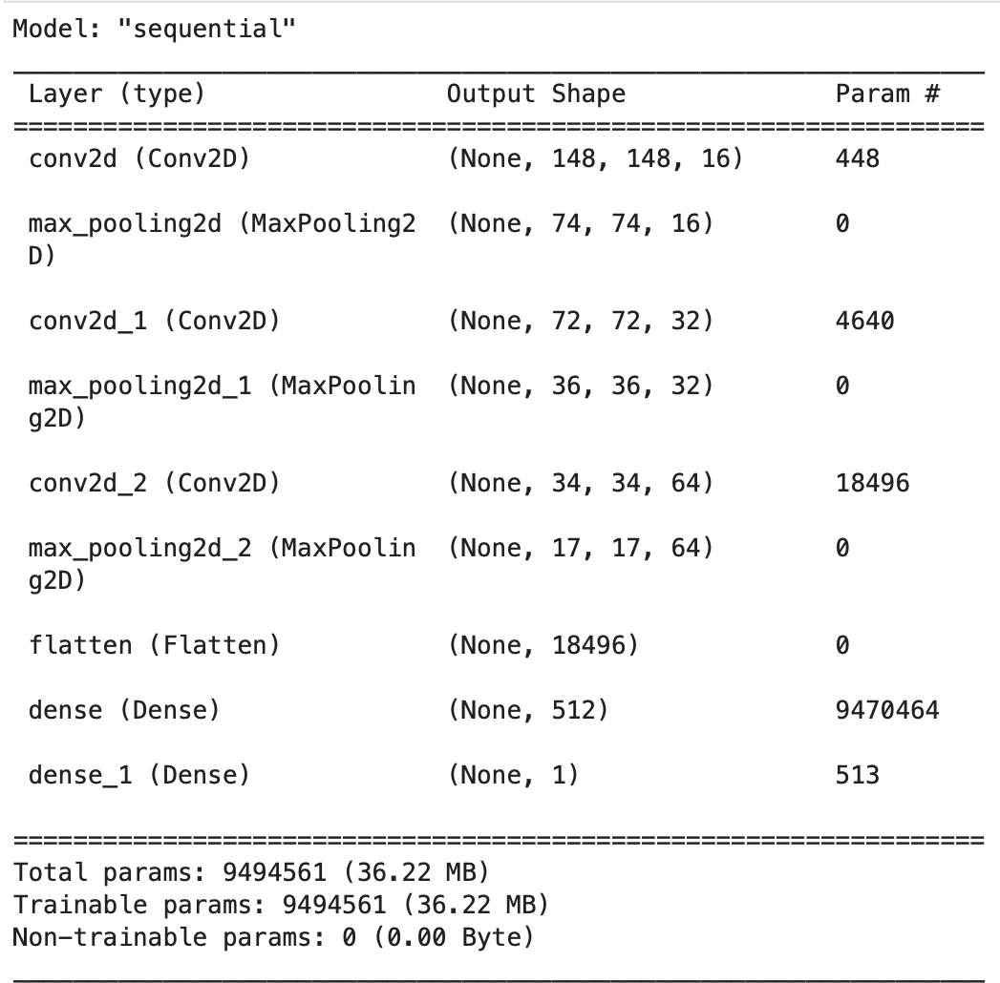 Model: "sequential"
Layer (type) Output Shape Param #
=================================================================
conv2d (Conv2D) (None, 148, 148, 16) 448
max_pooling2d (MaxPooling2 (None, 74, 74, 16) 0
D)
conv2d_1 (Conv2D) (None, 72, 72, 32) 4640
max_pooling2d_1 (MaxPoolin (None, 36, 36, 32) 0
g2D)
conv2d_2 (Conv2D) (None, 34, 34, 64) 18496
max_pooling2d_2 (MaxPoolin (None, 17, 17, 64) 0
g2D)
flatten (Flatten) (None, 18496) 0
dense (Dense) (None, 512) 9470464
dense_1 (Dense) (None, 1) 513
=================================================================
Total params: 9494561 (36.22 MB)
Trainable params: 9494561 (36.22 MB)
Non-trainable params: 0 (0.00 Byte)